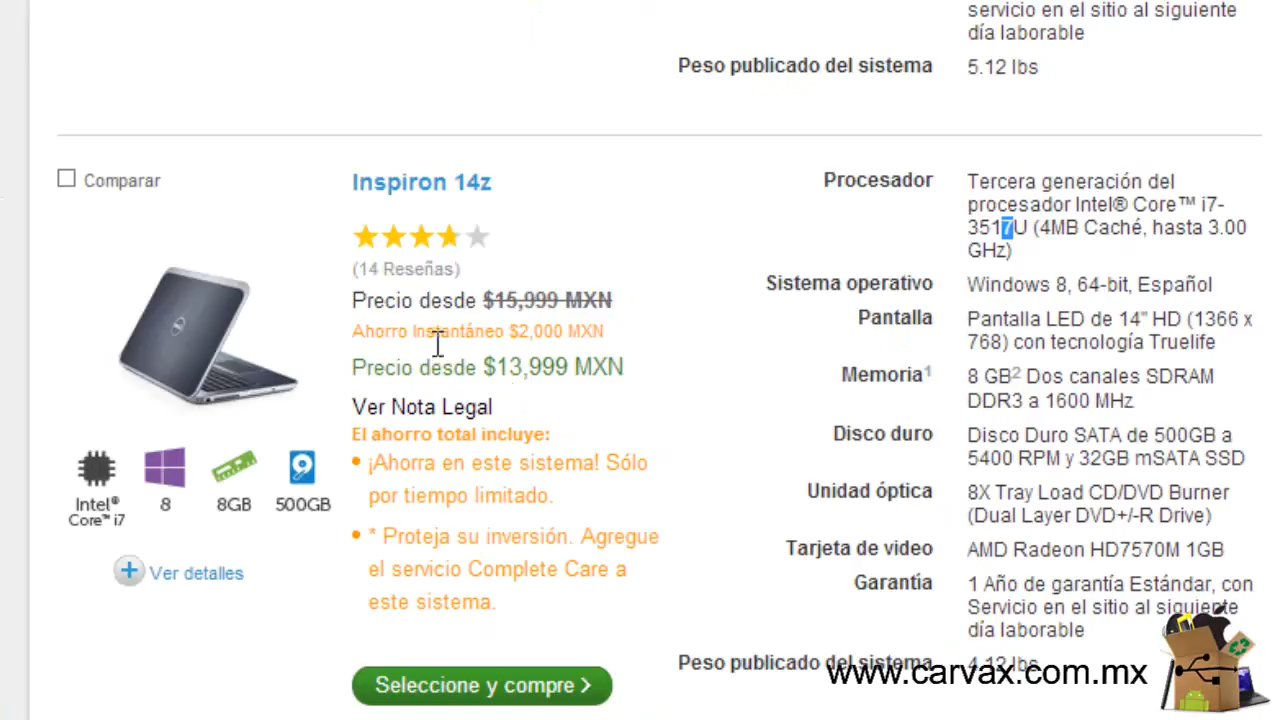 servicio en el sitio al siguiente
día laborable
Peso publicado del sistema
5.12 lbs
Comparar
Inspiron 14z
(14 Reseñas)
Precio desde $15,999 MXN
Ahorro Instantáneo $2,000 MXN
Precio desde $13,999 MXN
Ver Nota Legal
El ahorro total incluye:
• ¡Ahorra en este sistema! Sólo
por tiempo limitado.
• * Proteja su inversión. Agregue
el servicio Complete Care a
este sistema.
Seleccione y compre >
Intel®
Core™ i7
8
8GB
500GB
Ver detalles
Procesador
Tercera generación del
procesador Intel® Core™ i7-
3517U (4MB Caché, hasta 3.00
GHz)
Sistema operativo
Windows 8, 64-bit, Español
Pantalla
Pantalla LED de 14" HD (1366 x
768) con tecnología Truelife
Memoria1
8 GB2 Dos canales SDRAM
DDR3 a 1600 MHz
Disco duro
Disco Duro SATA de 500GB a
5400 RPM y 32GB mSATA SSD
Unidad óptica
8X Tray Load CD/DVD Burner
(Dual Layer DVD+/-R Drive)
Tarjeta de video
AMD Radeon HD7570M 1GB
Garantía
1 Año de garantía Estándar, con
Servicio en el sitio al siguiente
día laborable
Peso publicado del sistema
4.12 lbs
www.carvax.com.mx